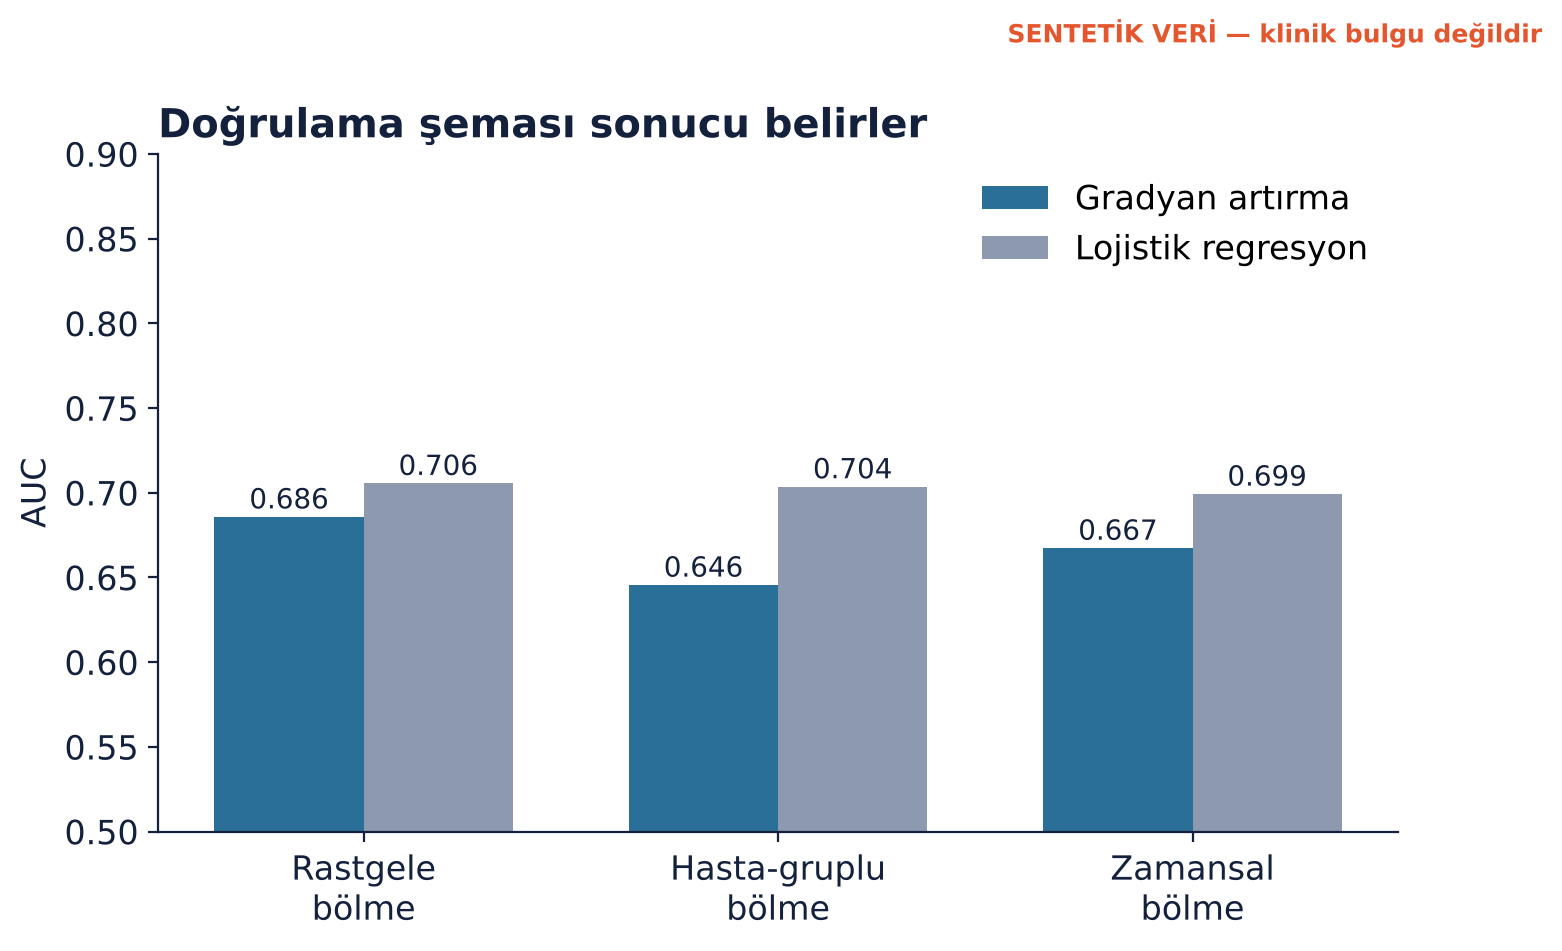 SENTETİK VERİ — klinik bulgu değildir
Doğrulama şeması sonucu belirler
Gradyan artırma
Lojistik regresyon
AUC
0.90
0.85
0.80
0.75
0.70
0.65
0.60
0.55
0.50
0.686
0.706
0.646
0.704
0.667
0.699
Rastgele
bölme
Hasta-gruplu
bölme
Zamansal
bölme